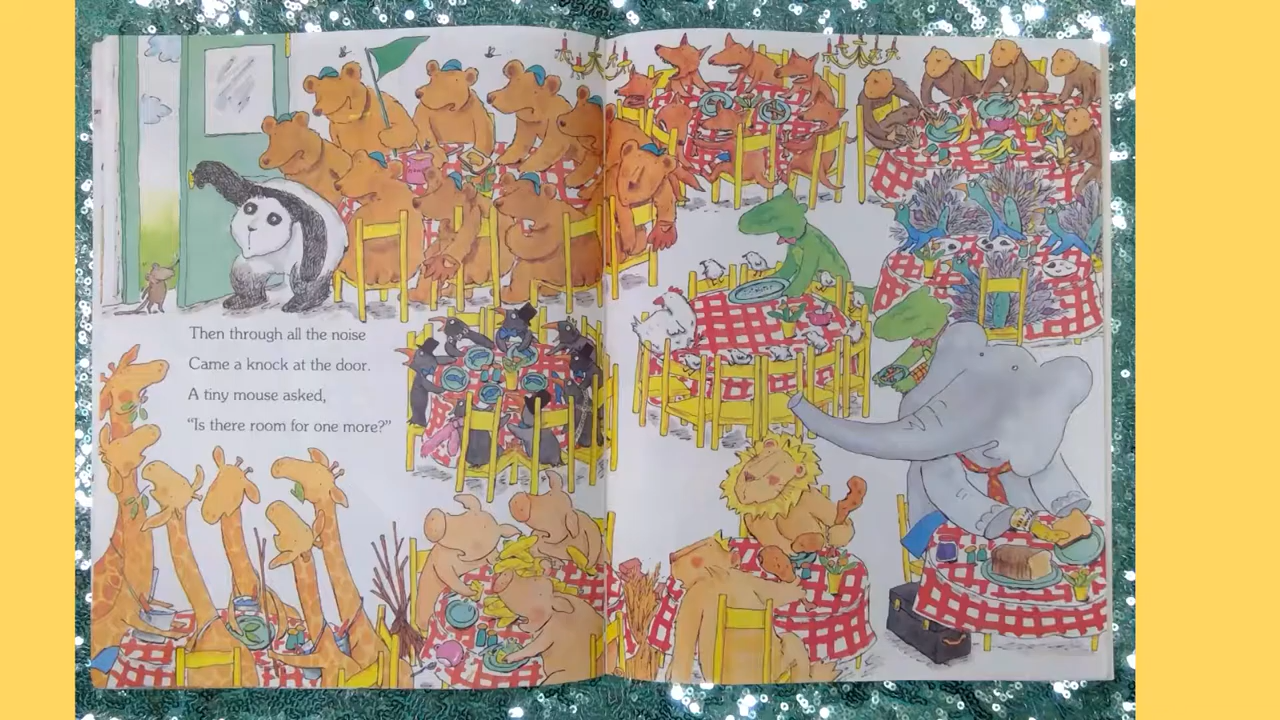 Then through all the noise
Came a knock at the door.
A tiny mouse asked,
“Is there room for one more?”